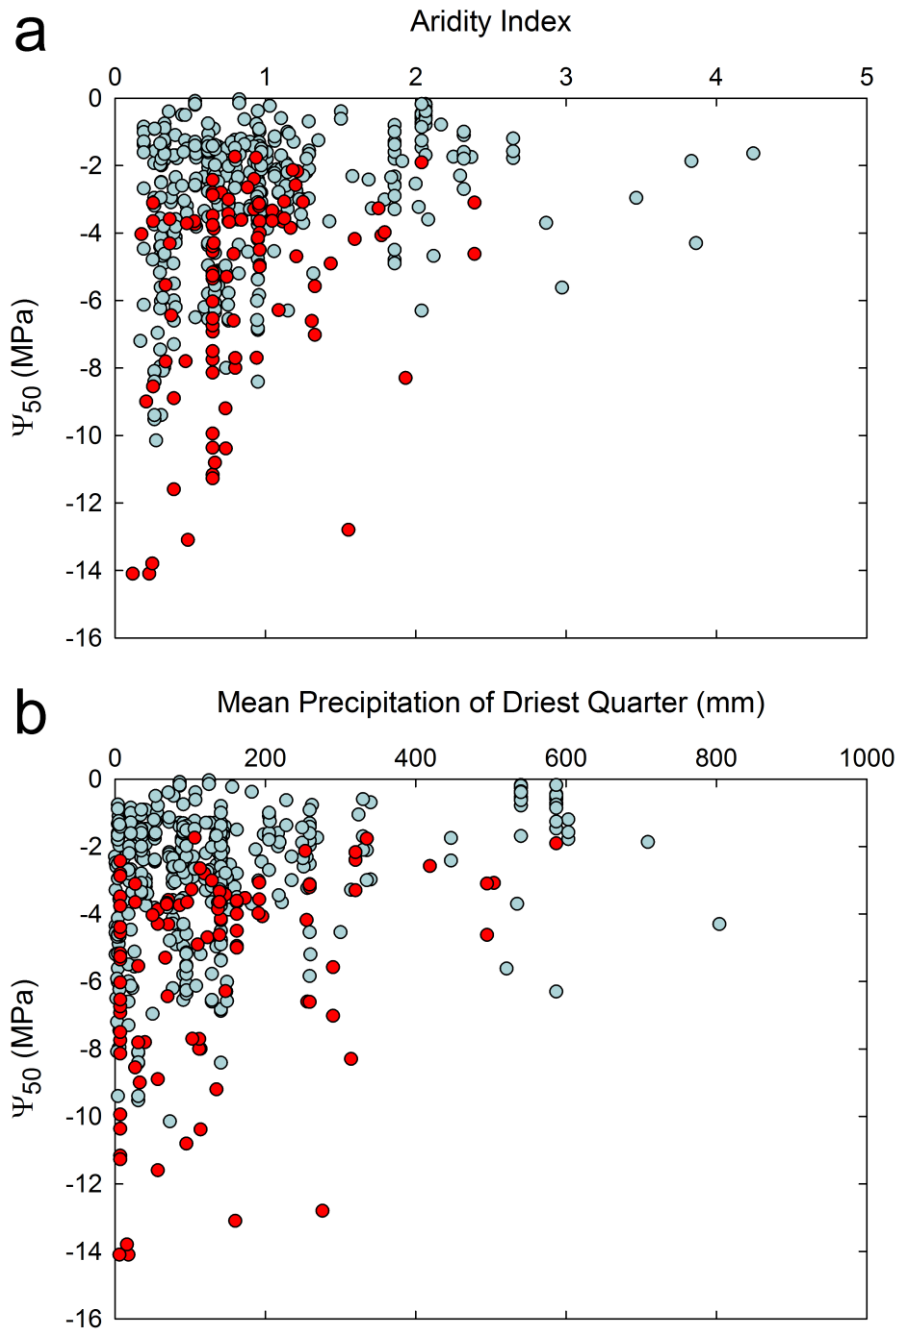 a
Aridity Index
0 1 2 3 4 5
0
-2
-4
-6
-8
-10
-12
-14
-16
Ψ50 (MPa)
b
Mean Precipitation of Driest Quarter (mm)
0 200 400 600 800 1000
0
-2
-4
-6
-8
-10
-12
-14
-16
Ψ50 (MPa)